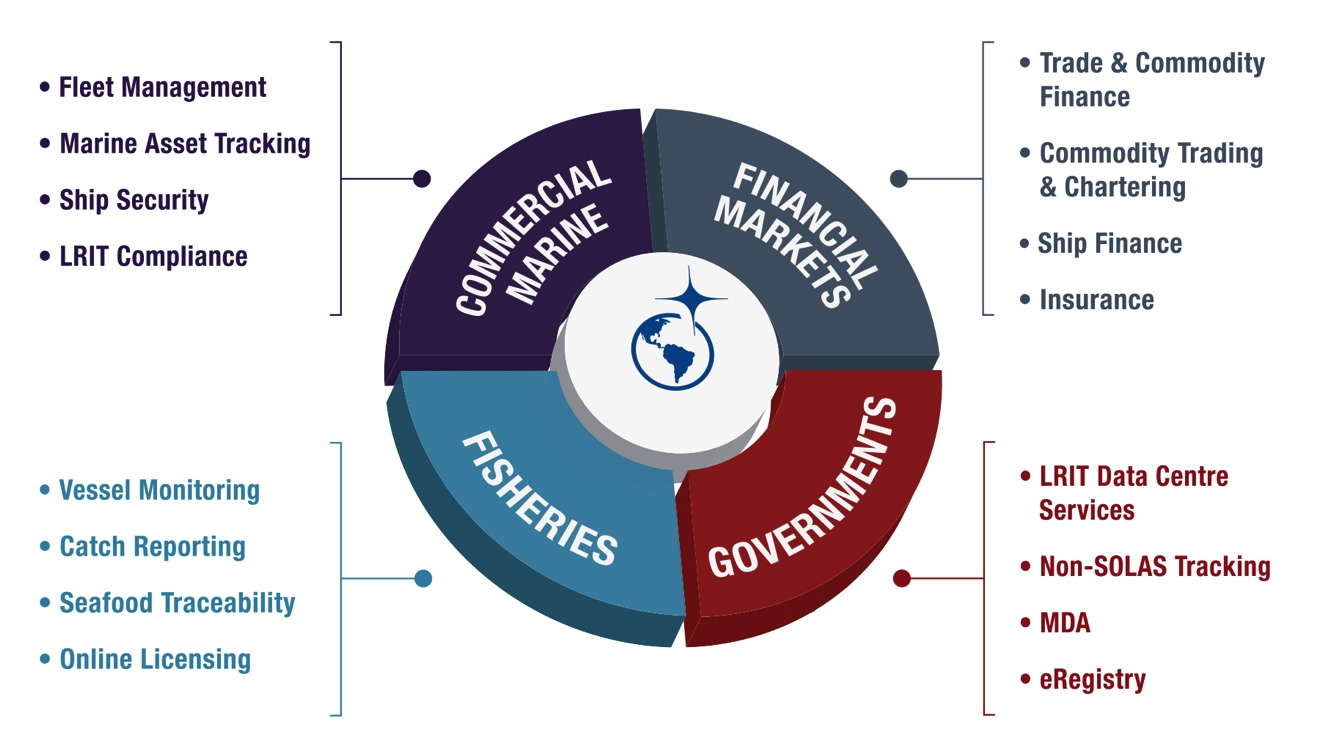 • Fleet Management
• Marine Asset Tracking
• Ship Security
• LRIT Compliance
COMMERCIAL
MARINE
FINANCIAL
MARKETS
• Trade & Commodity
Finance
• Commodity Trading
& Chartering
• Ship Finance
• Insurance
• Vessel Monitoring
• Catch Reporting
• Seafood Traceability
• Online Licensing
FISHERIES
GOVERNMENTS
• LRIT Data Centre
Services
• Non-SOLAS Tracking
• MDA
• eRegistry